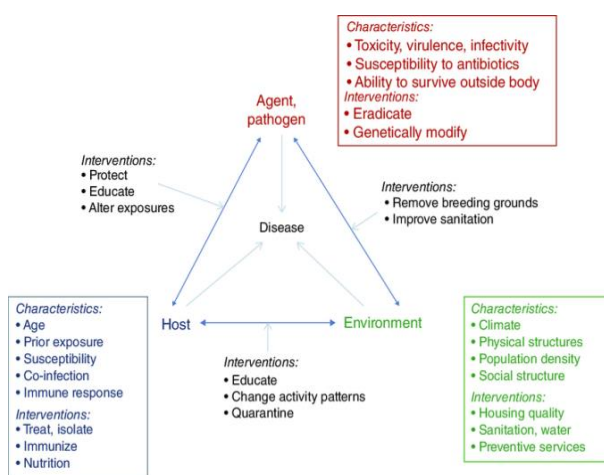 Characteristics:
• Toxicity, virulence, infectivity
• Susceptibility to antibiotics
• Ability to survive outside body
Interventions:
• Eradicate
• Genetically modify
Agent,
pathogen
Interventions:
• Protect
• Educate
• Alter exposures
Interventions:
• Remove breeding grounds
• Improve sanitation
Disease
Characteristics:
• Age
• Prior exposure
• Susceptibility
• Co-infection
• Immune response
Interventions:
• Treat, isolate
• Immunize
• Nutrition
Host
Environment
Interventions:
• Educate
• Change activity patterns
• Quarantine
Characteristics:
• Climate
• Physical structures
• Population density
• Social structure
Interventions:
• Housing quality
• Sanitation, water
• Preventive services